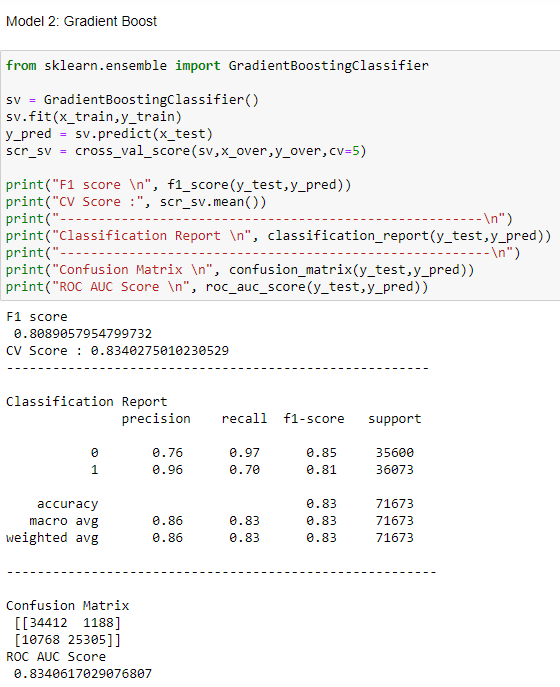 Model 2: Gradient Boost
from sklearn.ensemble import GradientBoostingClassifier
sv = GradientBoostingClassifier()
sv.fit(x_train,y_train)
y_pred = sv.predict(x_test)
scr_sv = cross_val_score(sv,x_over,y_over,cv=5)
print("F1 score \n", f1_score(y_test,y_pred))
print("CV Score :", scr_sv.mean())
print("-------------------------------------------------------\n")
print("Classification Report \n", classification_report(y_test,y_pred))
print("--------------------------------------------------------\n")
print("Confusion Matrix \n", confusion_matrix(y_test,y_pred))
print("ROC AUC Score \n", roc_auc_score(y_test,y_pred))
F1 score
0.8089057954799732
CV Score : 0.8340275010230529
-------------------------------------------------------
Classification Report
precision recall f1-score support
0 0.76 0.97 0.85 35600
1 0.96 0.70 0.81 36073
accuracy 0.83 71673
macro avg 0.86 0.83 0.83 71673
weighted avg 0.86 0.83 0.83 71673
--------------------------------------------------------
Confusion Matrix
[[34412 1188]
[10768 25305]]
ROC AUC Score
0.8340617029076807